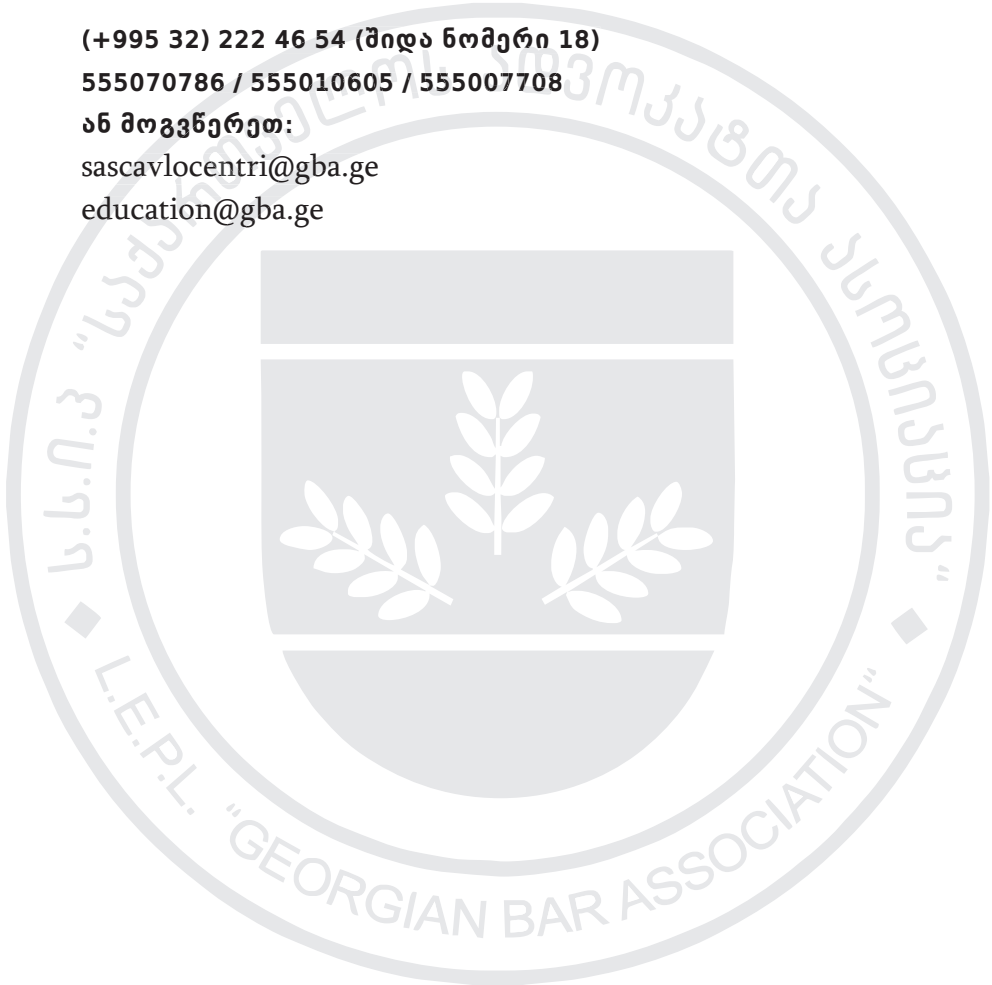 (+995 32) 222 46 54 (შიდა ნომერი 18)
555070786 / 555010605 / 555007708
ან მოგვწერეთ:
sascavlocentri@gba.ge
education@gba.ge
ს.ს.ი.პ "საქართველოს ადვოკატთა ასოციაცია"
L.E.P.L. "GEORGIAN BAR ASSOCIATION"